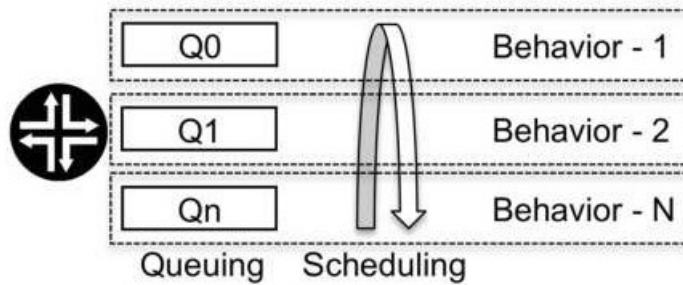 Q0 Behavior - 1
Q1 Behavior - 2
Qn Behavior - N
Queuing Scheduling